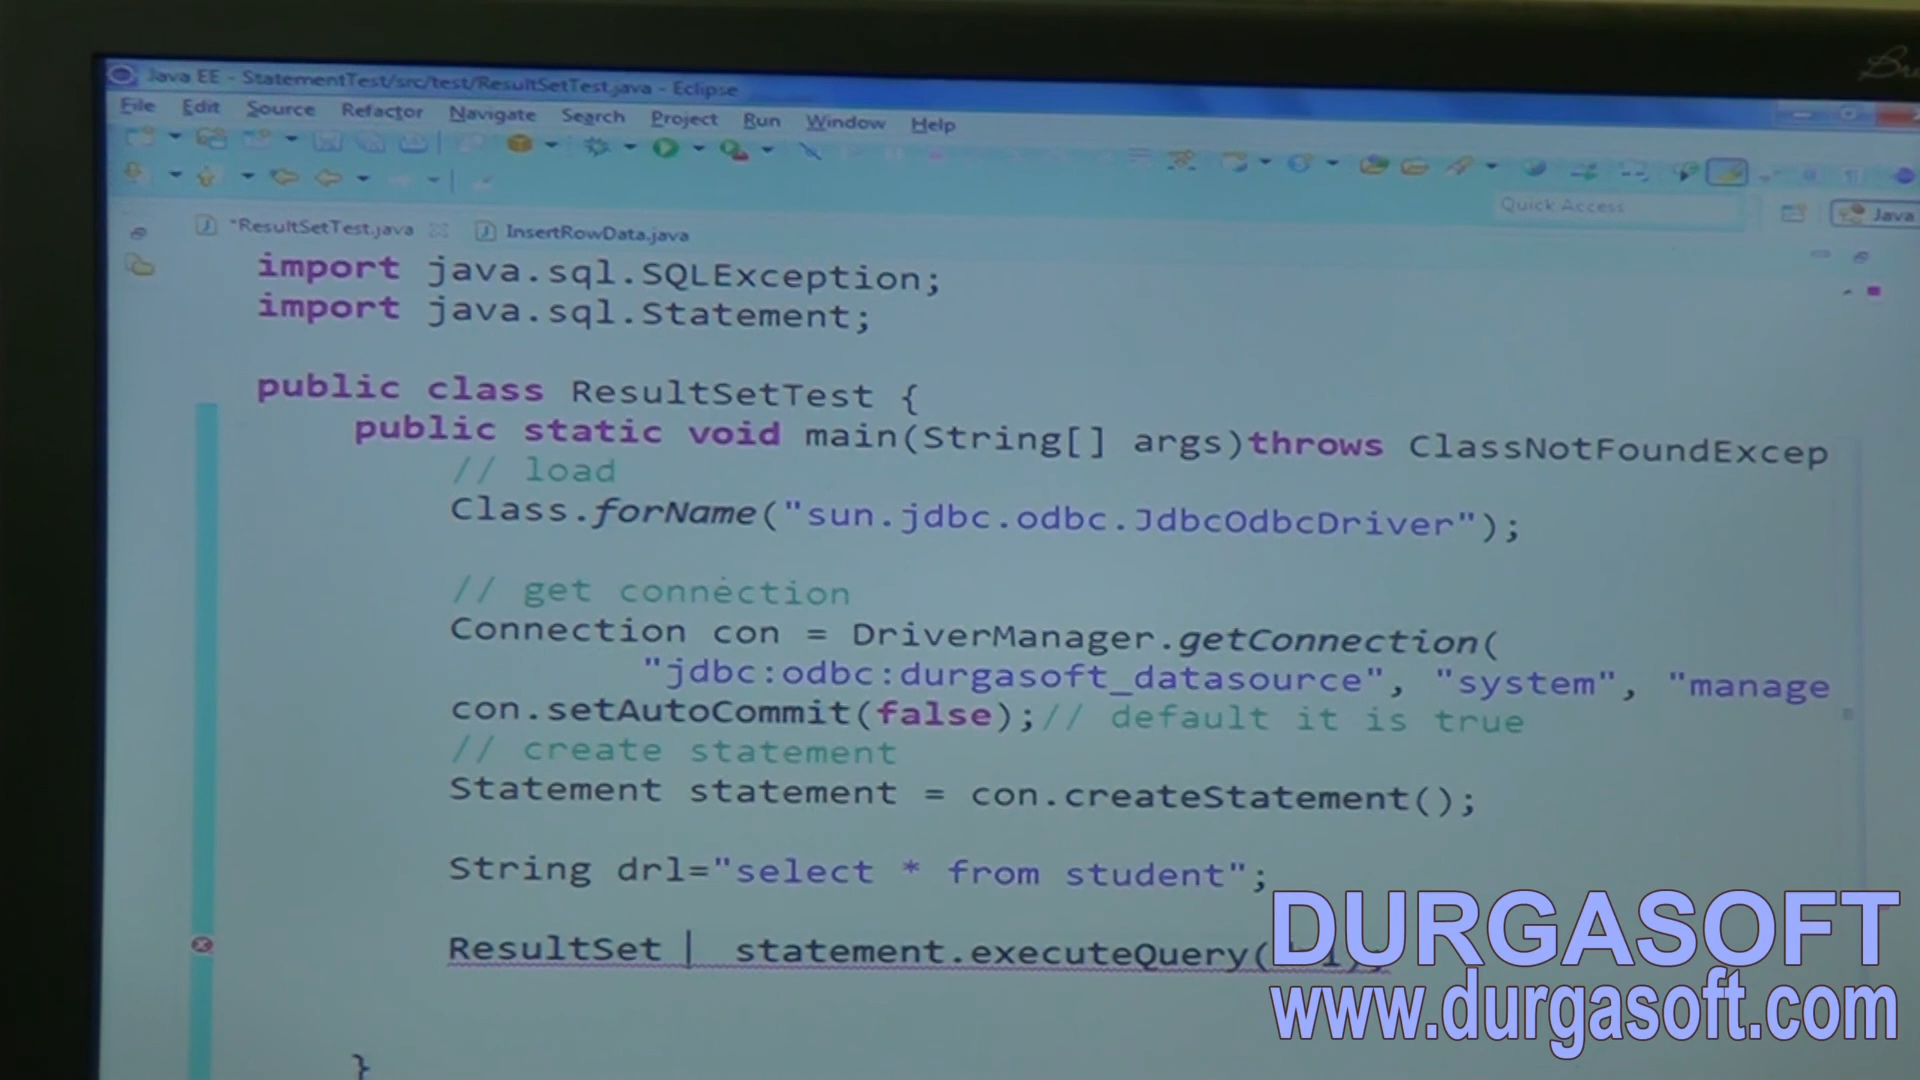 Java EE - StatementTest/src/test/ResultSetTest.java - Eclipse
File Edit Source Refactor Navigate Search Project Run Window Help
Quick Access
Java
*ResultSetTest.java InsertRowData.java
import java.sql.SQLException;
import java.sql.Statement;
public class ResultSetTest {
public static void main(String[] args)throws ClassNotFoundExcep
// load
Class.forName("sun.jdbc.odbc.JdbcOdbcDriver");
// get connection
Connection con = DriverManager.getConnection(
"jdbc:odbc:durgasoft_datasource", "system", "manage
con.setAutoCommit(false);// default it is true
// create statement
Statement statement = con.createStatement();
String drl="select * from student";
ResultSet statement.executeQuery(
}
DURGASOFT
www.durgasoft.com